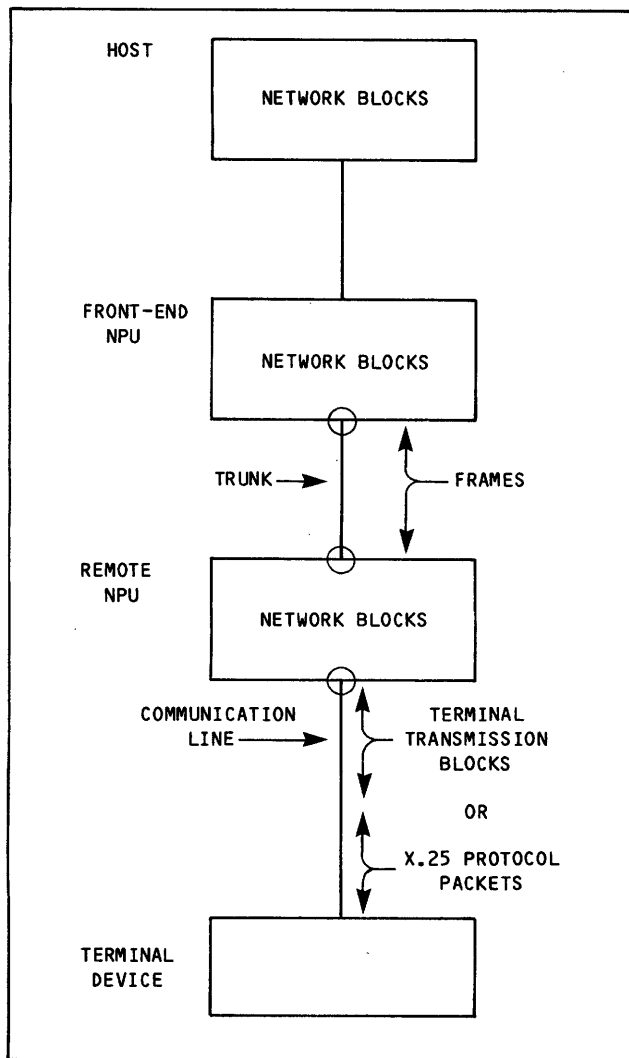 HOST
NETWORK BLOCKS
FRONT-END
NPU
NETWORK BLOCKS
TRUNK
FRAMES
REMOTE
NPU
NETWORK BLOCKS
COMMUNICATION
LINE
TERMINAL
TRANSMISSION
BLOCKS
OR
X.25 PROTOCOL
PACKETS
TERMINAL
DEVICE